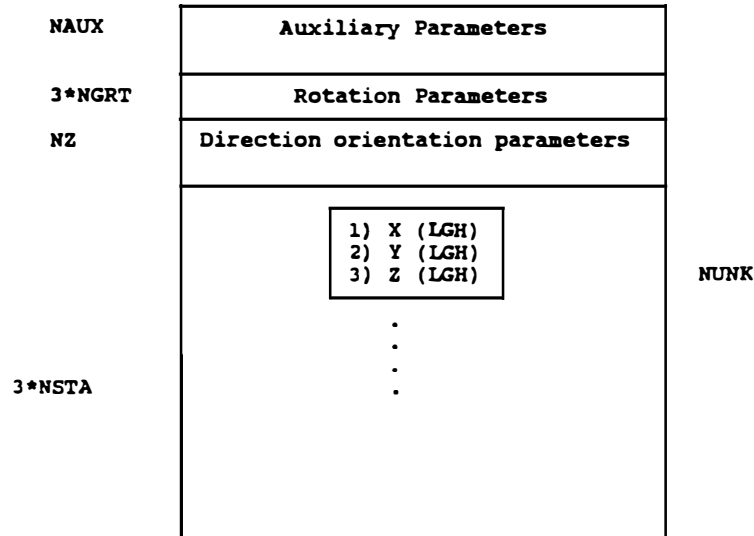 NAUX Auxiliary Parameters
3*NGRT Rotation Parameters
NZ Direction orientation parameters
1) X (LGH)
2) Y (LGH)
3) Z (LGH)
NUNK
3*NSTA